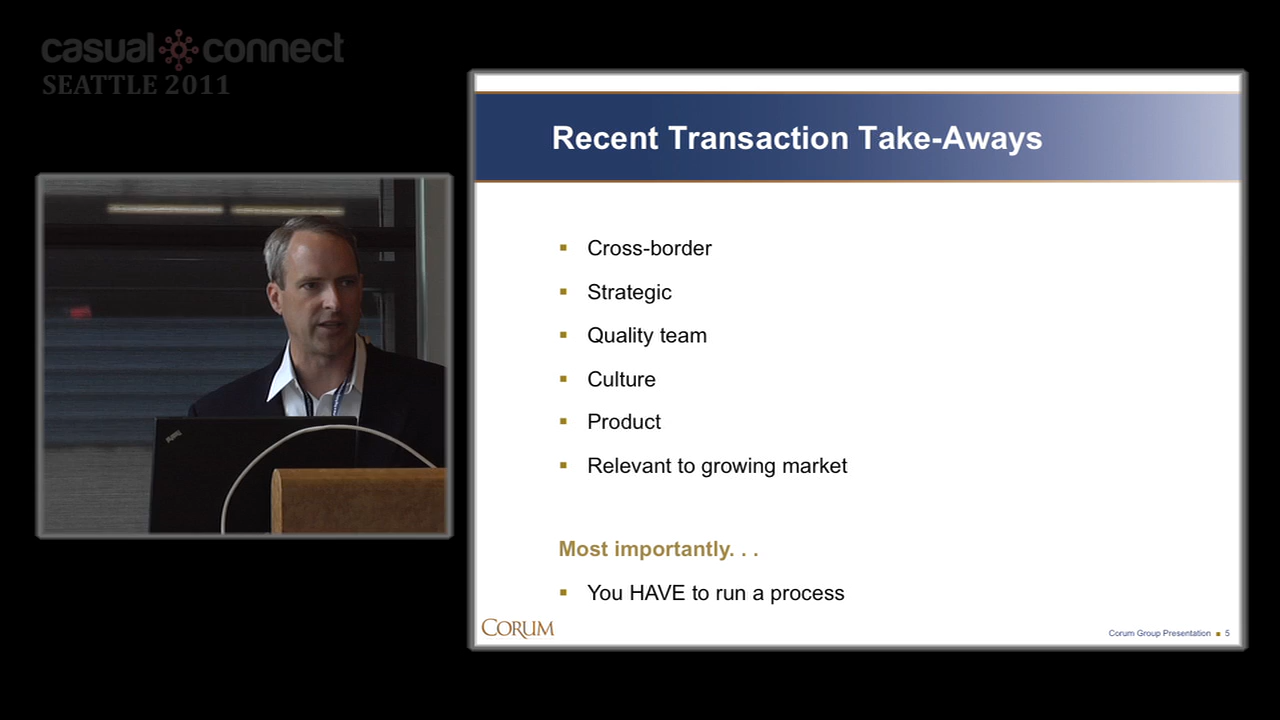 casual connect
SEATTLE 2011
Recent Transaction Take-Aways
Cross-border
Strategic
Quality team
Culture
Product
Relevant to growing market
Most importantly. . .
You HAVE to run a process
CORUM
Corum Group Presentation ■ 5